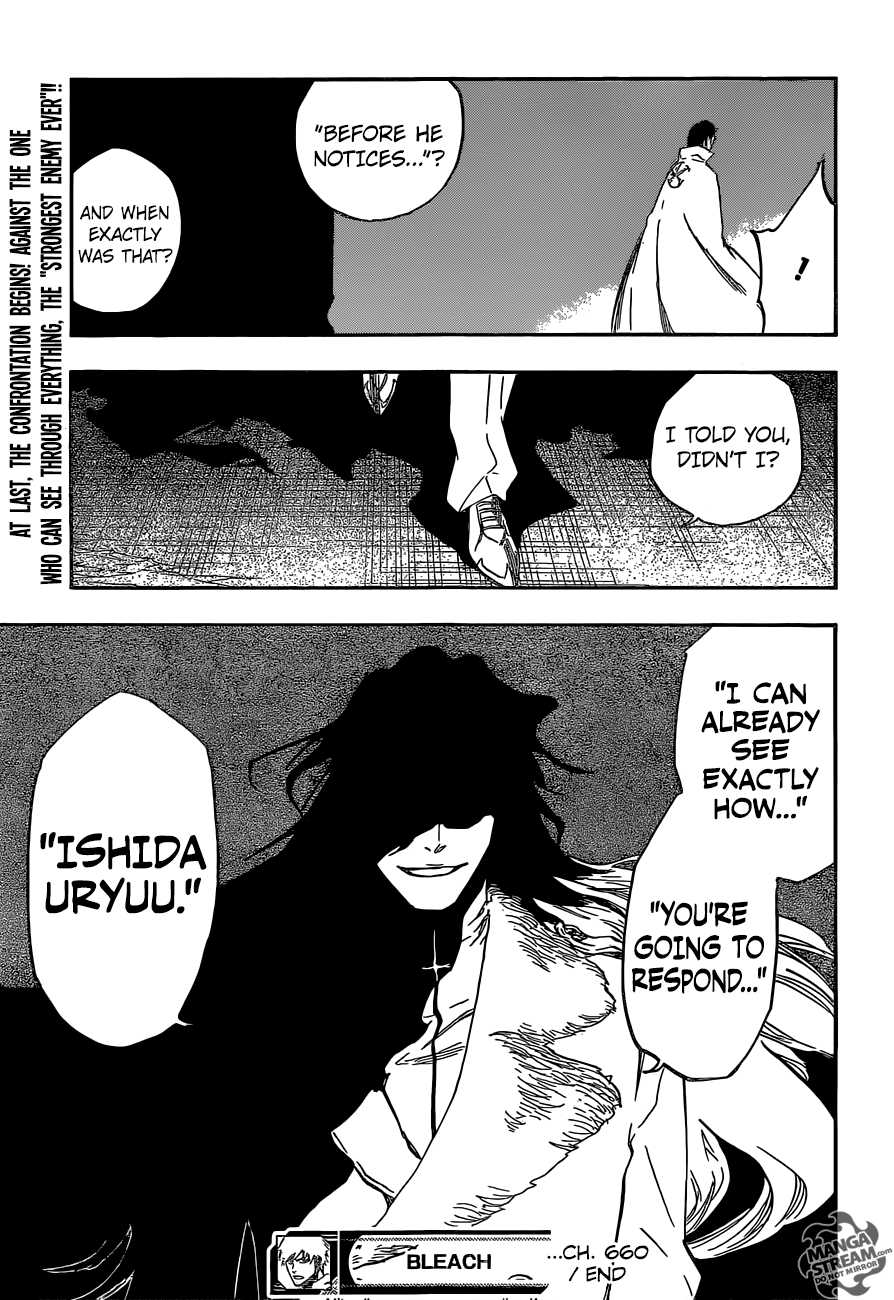 "BEFORE HE
NOTICES..."?
!
AND WHEN
EXACTLY
WAS THAT?
AT LAST, THE CONFRONTATION BEGINS! AGAINST THE ONE
WHO CAN SEE THROUGH EVERYTHING, THE "STRONGEST ENEMY EVER"!!
I TOLD YOU,
DIDN'T I?
"I CAN
ALREADY
SEE
EXACTLY
HOW..."
"YOU'RE
GOING TO
RESPOND..."
"ISHIDA
URYUU."
BLEACH
...CH. 660
/ END
MANGA
STREAM.COM
DO NOT MIRROR!